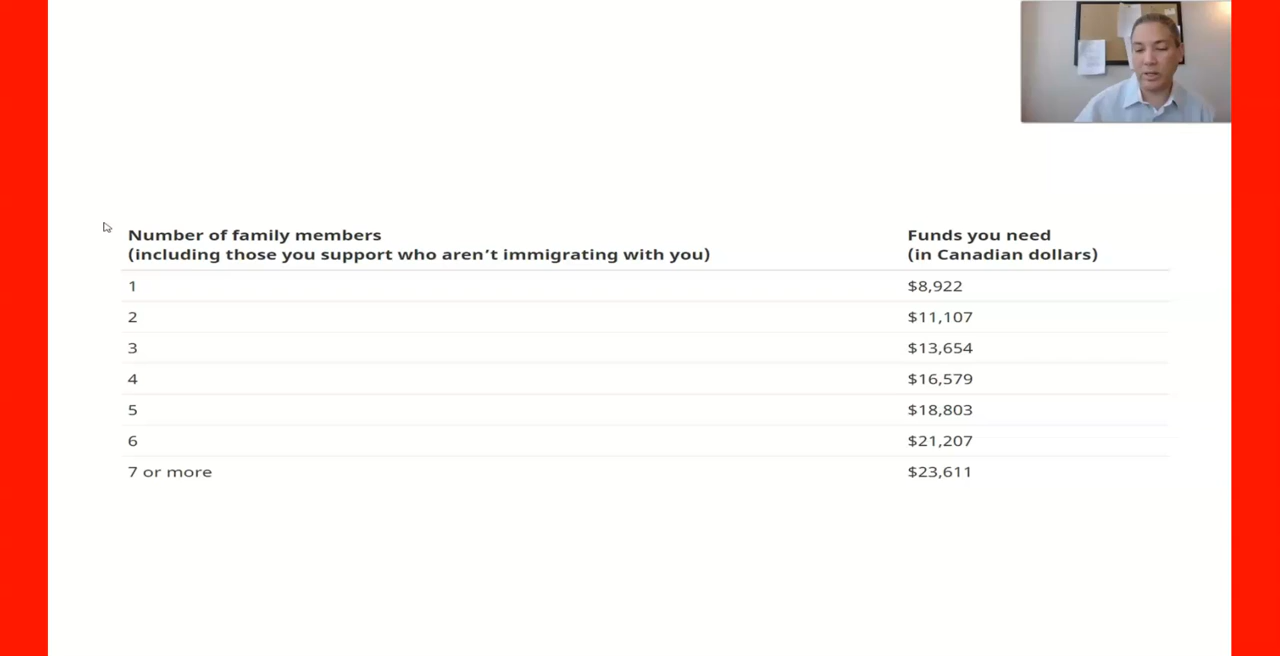 Number of family members
(including those you support who aren’t immigrating with you)
Funds you need
(in Canadian dollars)
1 $8,922
2 $11,107
3 $13,654
4 $16,579
5 $18,803
6 $21,207
7 or more $23,611